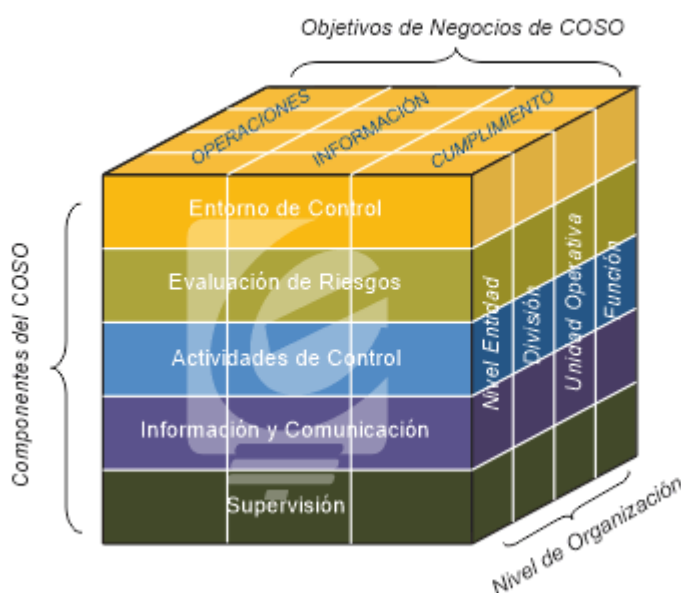 Objetivos de Negocios de COSO
OPERACIONES
INFORMACIÓN
CUMPLIMIENTO
Componentes del COSO
Entorno de Control
Evaluación de Riesgos
Actividades de Control
Información y Comunicación
Supervisión
Nivel Entidad
División
Unidad Operativa
Función
Nivel de Organización